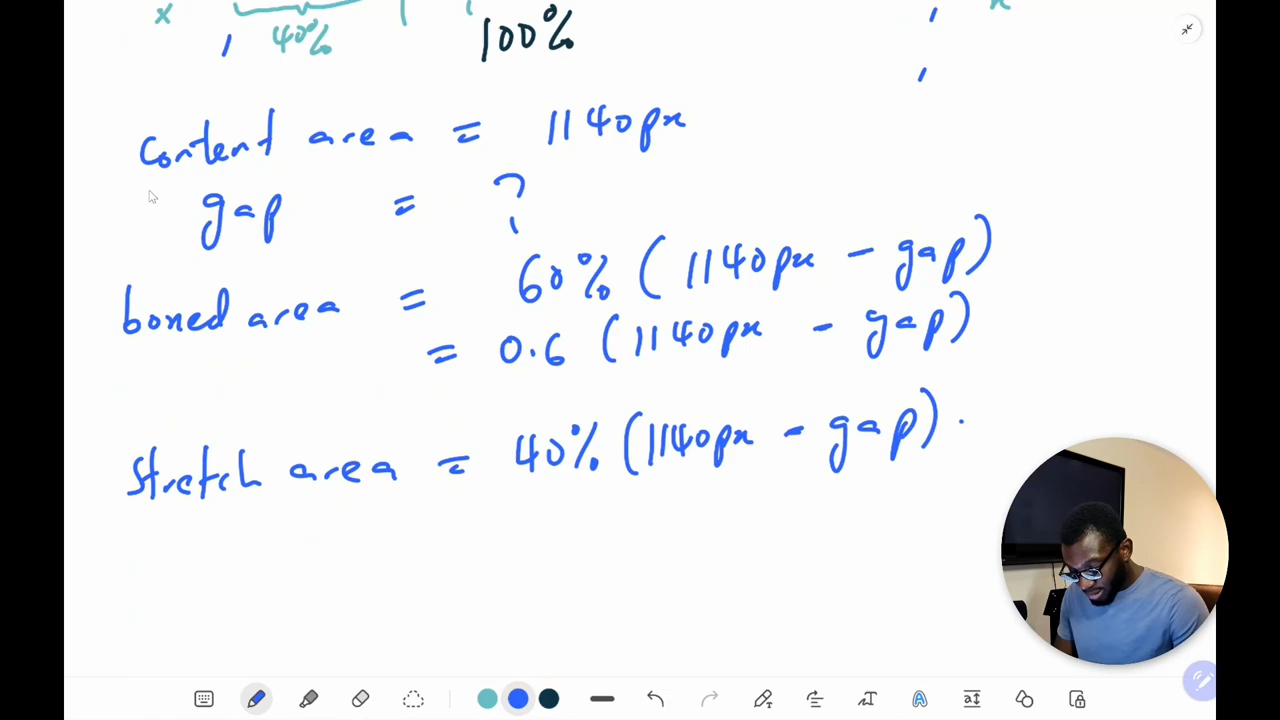 x 40%
100%
x
Content area = 1140px
gap = ?
boxed area = 60% (1140px - gap)
= 0.6 (1140px - gap)
Stretch area = 40% (1140px - gap).